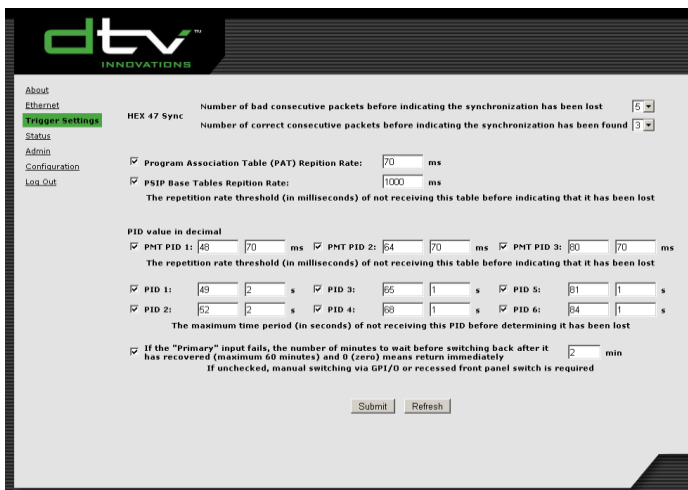 dtv™
INNOVATIONS
About
Ethernet
Trigger Settings
Status
Admin
Configuration
Log Out
HEX 47 Sync
Number of bad consecutive packets before indicating the synchronization has been lost 5
Number of correct consecutive packets before indicating the synchronization has been found 3
Program Association Table (PAT) Repition Rate: 70 ms
PSIP Base Tables Repition Rate: 1000 ms
The repetition rate threshold (in milliseconds) of not receiving this table before indicating that it has been lost
PID value in decimal
PMT PID 1: 48 70 ms PMT PID 2: 64 70 ms PMT PID 3: 80 70 ms
The repetition rate threshold (in milliseconds) of not receiving this table before indicating that it has been lost
PID 1: 49 2 s PID 3: 65 1 s PID 5: 81 1 s
PID 2: 52 2 s PID 4: 68 1 s PID 6: 84 1 s
The maximum time period (in seconds) of not receiving this PID before determining it has been lost
If the "Primary" input fails, the number of minutes to wait before switching back after it
has recovered (maximum 60 minutes) and 0 (zero) means return immediately 2 min
If unchecked, manual switching via GPI/O or recessed front panel switch is required
Submit Refresh